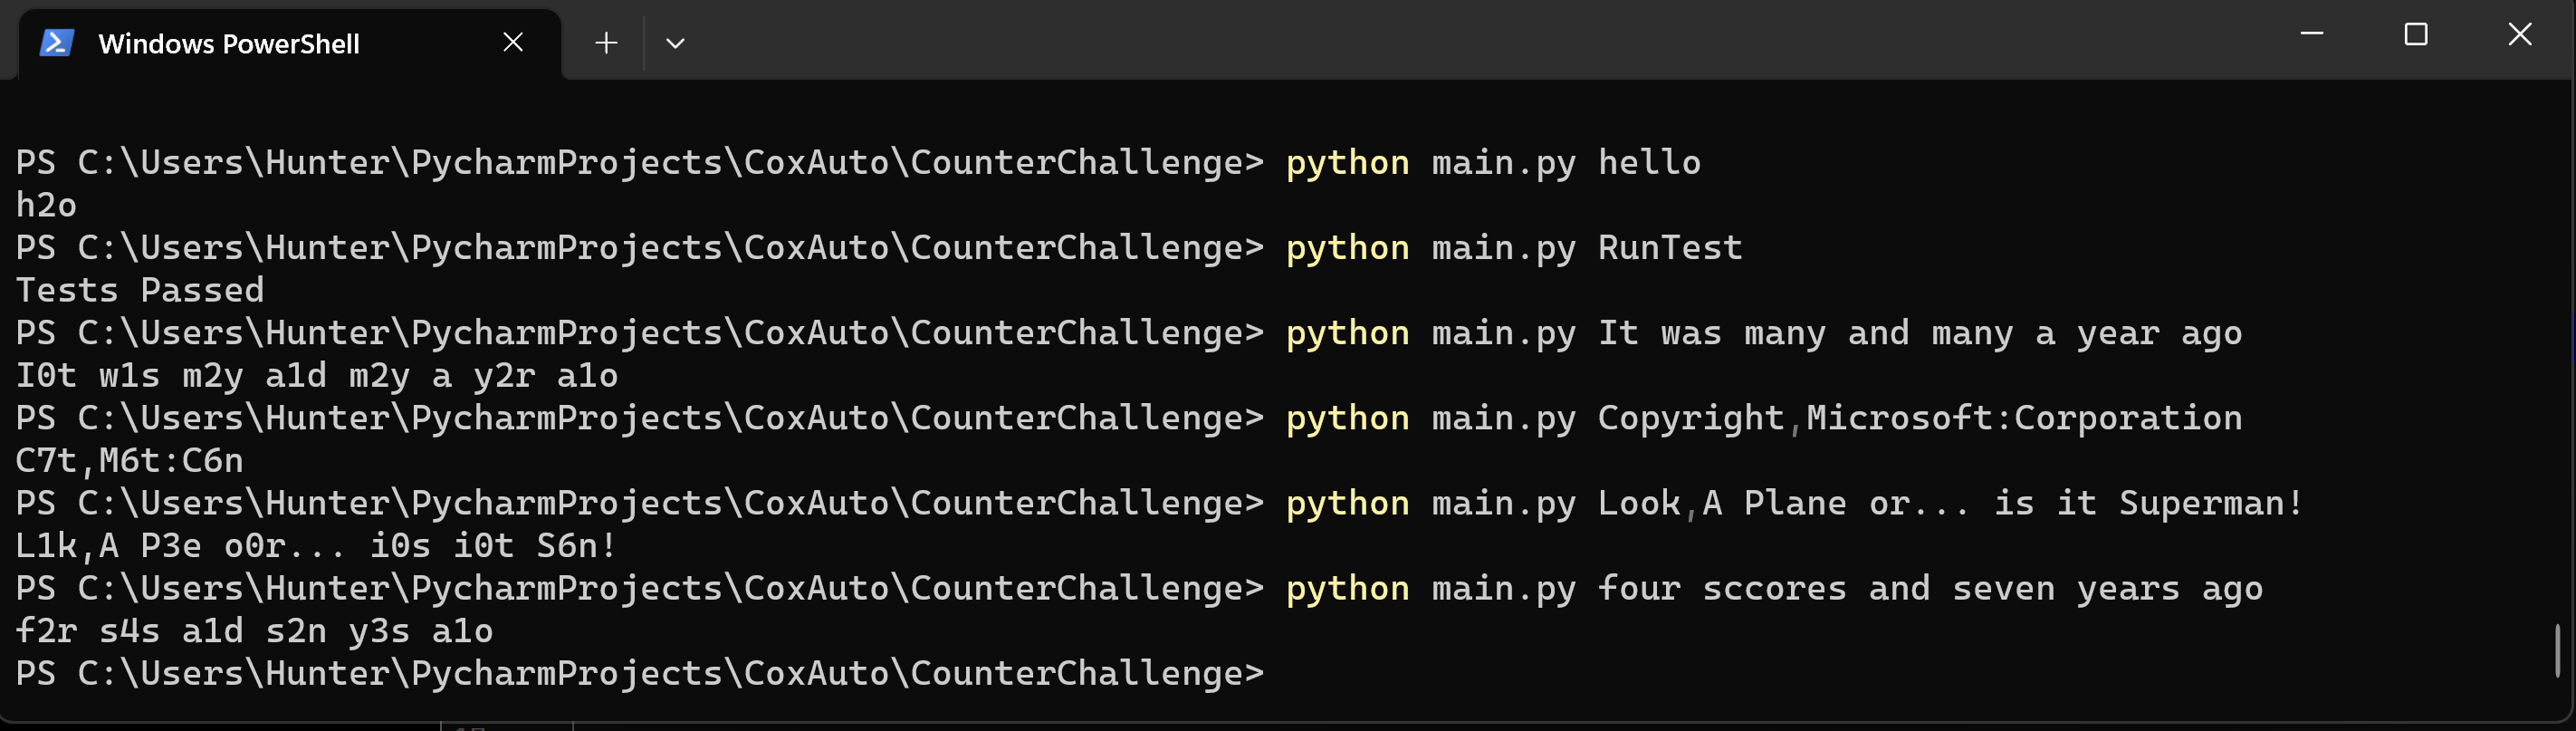 Windows PowerShell
PS C:\Users\Hunter\PycharmProjects\CoxAuto\CounterChallenge> python main.py hello
h2o
PS C:\Users\Hunter\PycharmProjects\CoxAuto\CounterChallenge> python main.py RunTest
Tests Passed
PS C:\Users\Hunter\PycharmProjects\CoxAuto\CounterChallenge> python main.py It was many and many a year ago
I0t w1s m2y a1d m2y a y2r a1o
PS C:\Users\Hunter\PycharmProjects\CoxAuto\CounterChallenge> python main.py Copyright,Microsoft:Corporation
C7t,M6t:C6n
PS C:\Users\Hunter\PycharmProjects\CoxAuto\CounterChallenge> python main.py Look,A Plane or... is it Superman!
L1k,A P3e o0r... i0s i0t S6n!
PS C:\Users\Hunter\PycharmProjects\CoxAuto\CounterChallenge> python main.py four sccores and seven years ago
f2r s4s a1d s2n y3s a1o
PS C:\Users\Hunter\PycharmProjects\CoxAuto\CounterChallenge>